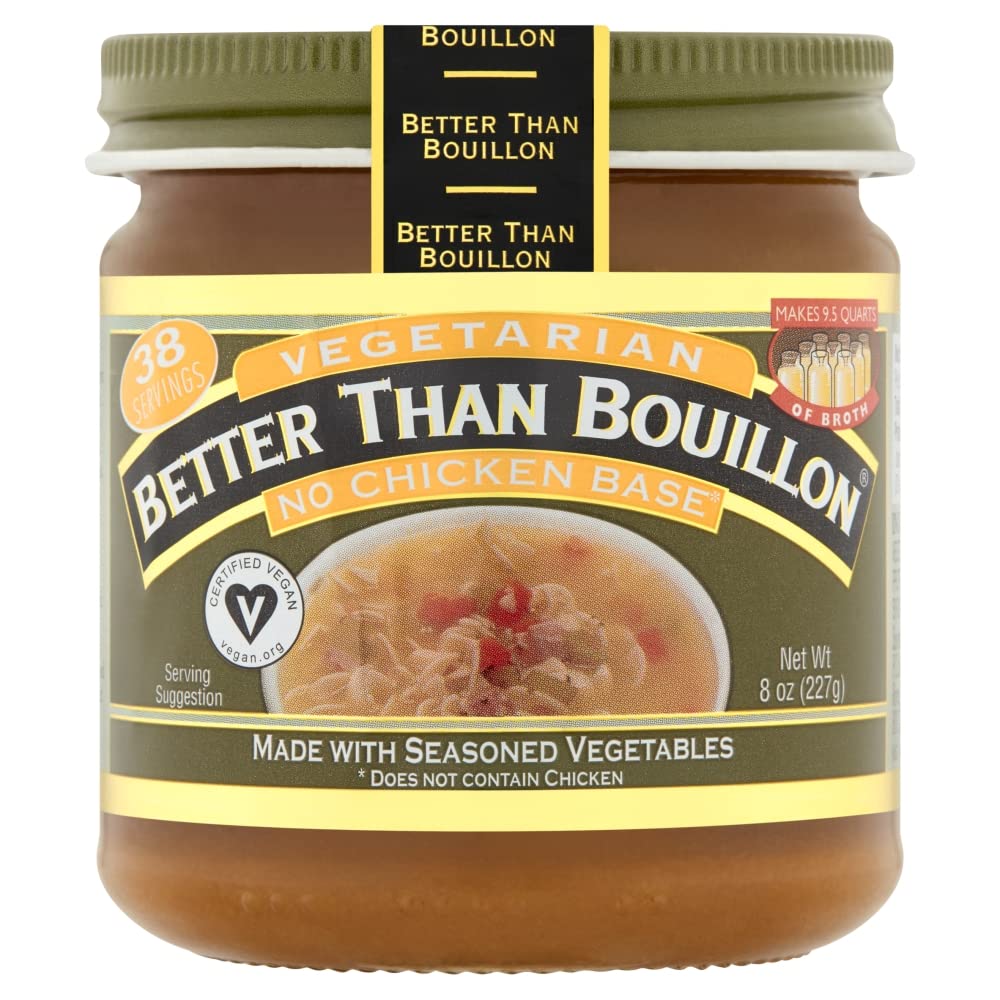 BOUILLON
BETTER THAN
BOUILLON
BETTER THAN
BOUILLON
38
SERVINGS
MAKES 9.5 QUARTS
OF BROTH
VEGETARIAN
BETTER THAN BOUILLON®
NO CHICKEN BASE*
CERTIFIED VEGAN
V
vegan.org
Serving
Suggestion
Net Wt
8 oz (227g)
MADE WITH SEASONED VEGETABLES
* DOES NOT CONTAIN CHICKEN